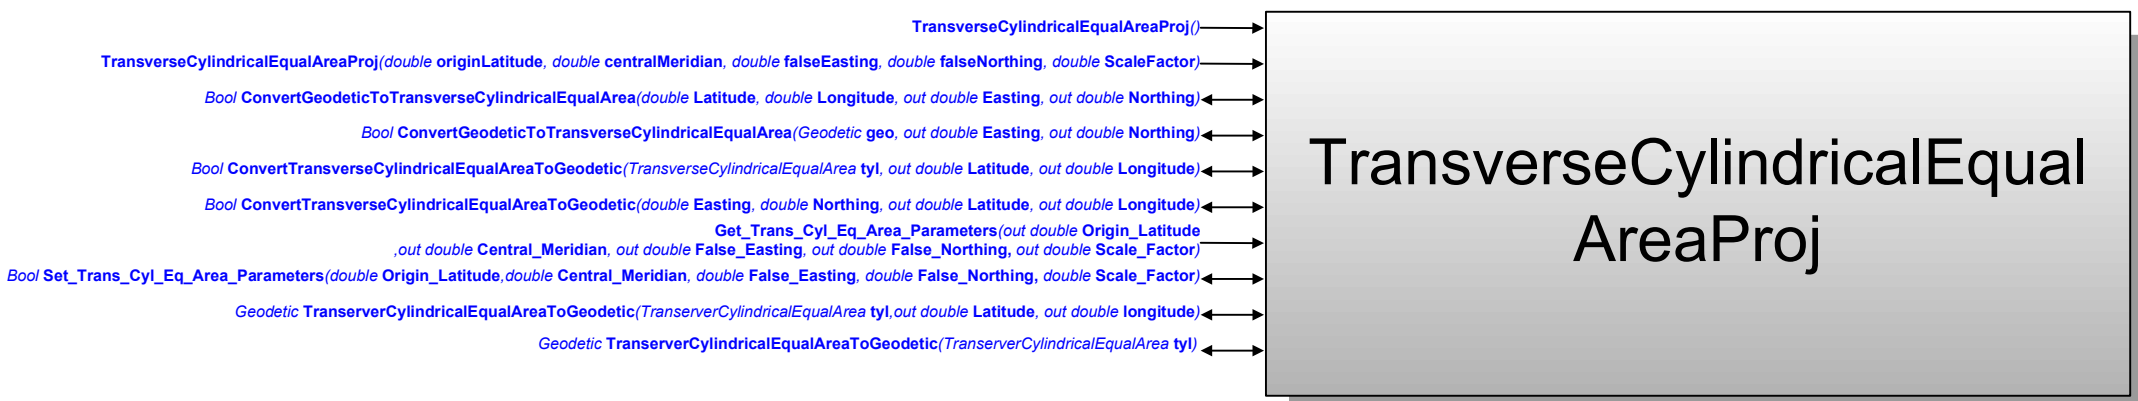 TransverseCylindricalEqualAreaProj()
TransverseCylindricalEqualAreaProj(double originLatitude, double centralMeridian, double falseEasting, double falseNorthing, double ScaleFactor)
Bool ConvertGeodeticToTransverseCylindricalEqualArea(double Latitude, double Longitude, out double Easting, out double Northing)
Bool ConvertGeodeticToTransverseCylindricalEqualArea(Geodetic geo, out double Easting, out double Northing)
Bool ConvertTransverseCylindricalEqualAreaToGeodetic(TransverseCylindricalEqualArea tyl, out double Latitude, out double Longitude)
Bool ConvertTransverseCylindricalEqualAreaToGeodetic(double Easting, double Northing, out double Latitude, out double Longitude)
Get_Trans_Cyl_Eq_Area_Parameters(out double Origin_Latitude
,out double Central_Meridian, out double False_Easting, out double False_Northing, out double Scale_Factor)
Bool Set_Trans_Cyl_Eq_Area_Parameters(double Origin_Latitude,double Central_Meridian, double False_Easting, double False_Northing, double Scale_Factor)
Geodetic TranserverCylindricalEqualAreaToGeodetic(TranserverCylindricalEqualArea tyl,out double Latitude, out double longitude)
Geodetic TranserverCylindricalEqualAreaToGeodetic(TranserverCylindricalEqualArea tyl)
TransverseCylindricalEqual
AreaProj